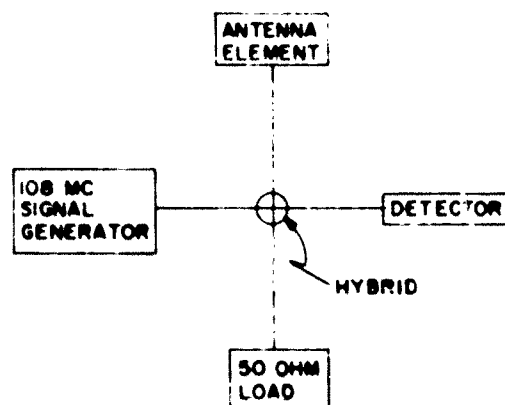 ANTENNA
ELEMENT
108 MC
SIGNAL
GENERATOR
DETECTOR
HYBRID
50 OHM
LOAD